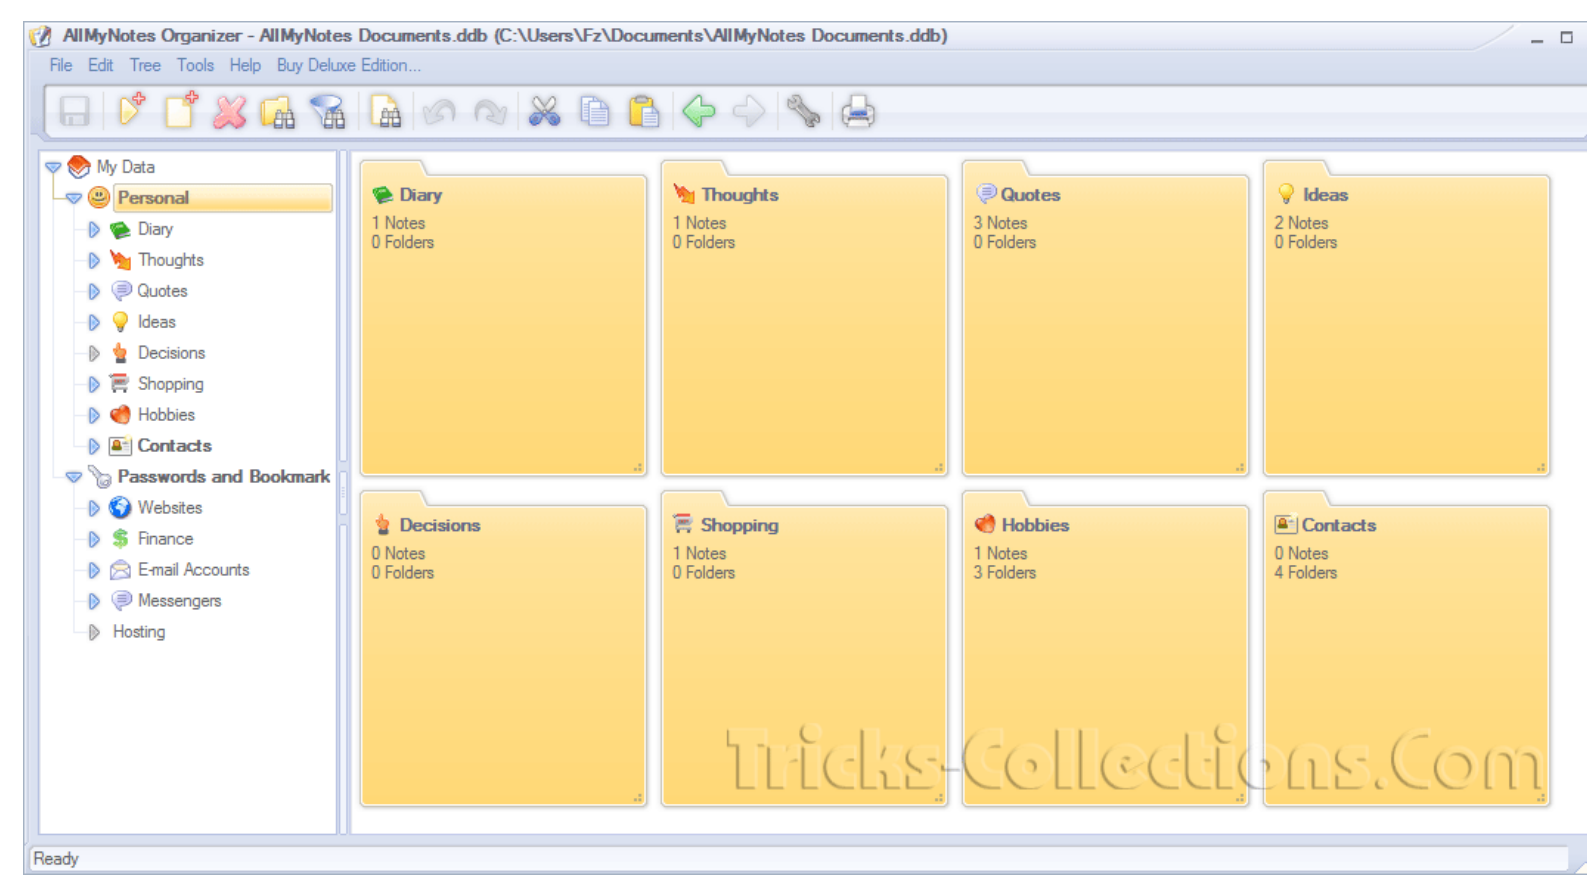 AllMyNotes Organizer - AllMyNotes Documents.ddb (C:\Users\Fz\Documents\AllMyNotes Documents.ddb)
File Edit Tree Tools Help Buy Deluxe Edition...
My Data
Personal
Diary
Thoughts
Quotes
Ideas
Decisions
Shopping
Hobbies
Contacts
Passwords and Bookmark
Websites
Finance
E-mail Accounts
Messengers
Hosting
Diary
1 Notes
0 Folders
Thoughts
1 Notes
0 Folders
Quotes
3 Notes
0 Folders
Ideas
2 Notes
0 Folders
Decisions
0 Notes
0 Folders
Shopping
1 Notes
0 Folders
Hobbies
1 Notes
3 Folders
Contacts
0 Notes
4 Folders
Tricks-Collections.Com
Ready